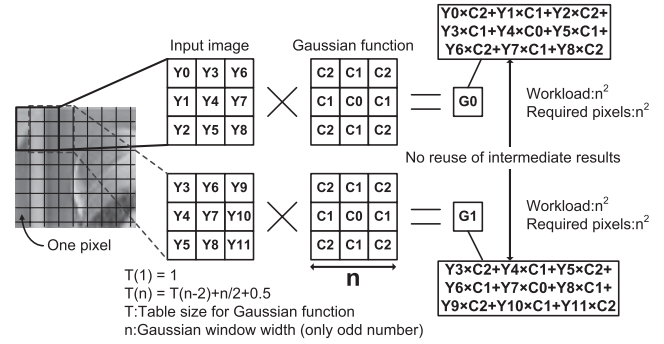 Y0×C2+Y1×C1+Y2×C2+
Y3×C1+Y4×C0+Y5×C1+
Y6×C2+Y7×C1+Y8×C2
Input image
Gaussian function
Y0 Y3 Y6
Y1 Y4 Y7
Y2 Y5 Y8
C2 C1 C2
C1 C0 C1
C2 C1 C2
G0
Workload:n²
Required pixels:n²
No reuse of intermediate results
Y3 Y6 Y9
Y4 Y7 Y10
Y5 Y8 Y11
C2 C1 C2
C1 C0 C1
C2 C1 C2
G1
Workload:n²
Required pixels:n²
One pixel
n
T(1) = 1
T(n) = T(n-2)+n/2+0.5
T:Table size for Gaussian function
n:Gaussian window width (only odd number)
Y3×C2+Y4×C1+Y5×C2+
Y6×C1+Y7×C0+Y8×C1+
Y9×C2+Y10×C1+Y11×C2